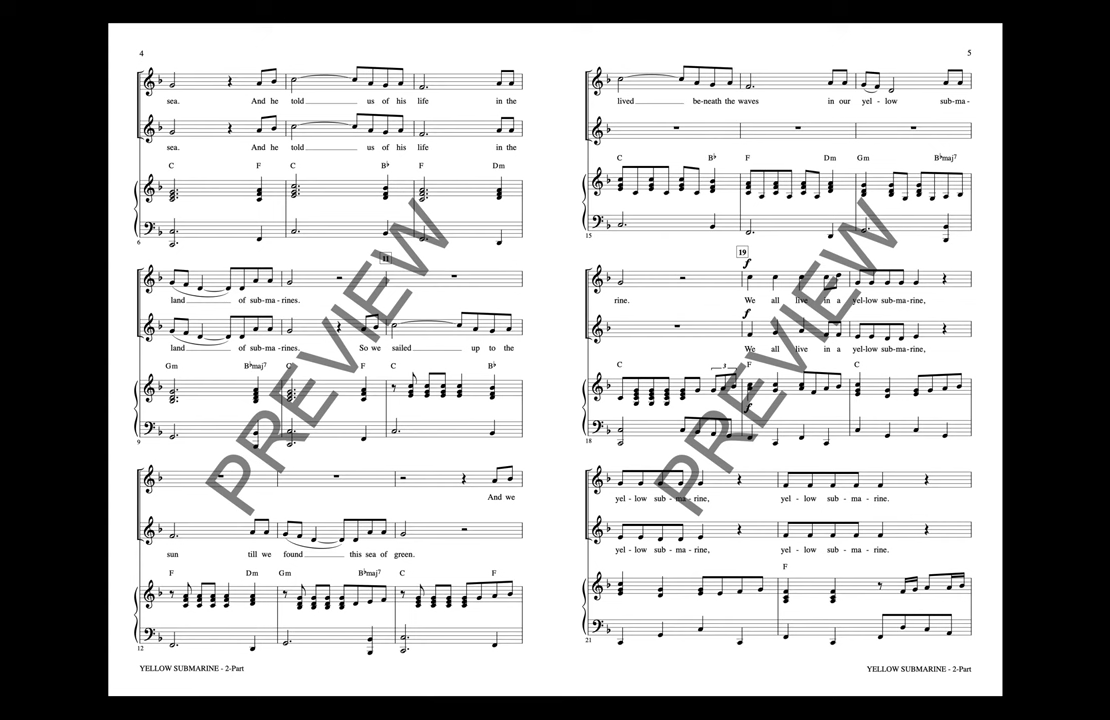 4
sea. And he told us of his life in the
sea. And he told us of his life in the
C F C B♭ F Dm
6
11
land of sub-ma-rines.
land of sub-ma-rines. So we sailed up to the
Gm B♭maj7 C F C B♭
9
And we
sun till we found this sea of green.
F Dm Gm B♭maj7 C F
12
YELLOW SUBMARINE - 2-Part
PREVIEW
5
lived be-neath the waves in our yel - low sub-ma-
C B♭ F Dm Gm B♭maj7
15
19
f
rine. We all live in a yel-low sub-ma-rine,
f
We all live in a yel-low sub-ma-rine,
C 3 F C
f
18
yel - low sub - ma - rine, yel - low sub - ma - rine.
yel - low sub - ma - rine, yel - low sub - ma - rine.
F
21
YELLOW SUBMARINE - 2-Part
PREVIEW